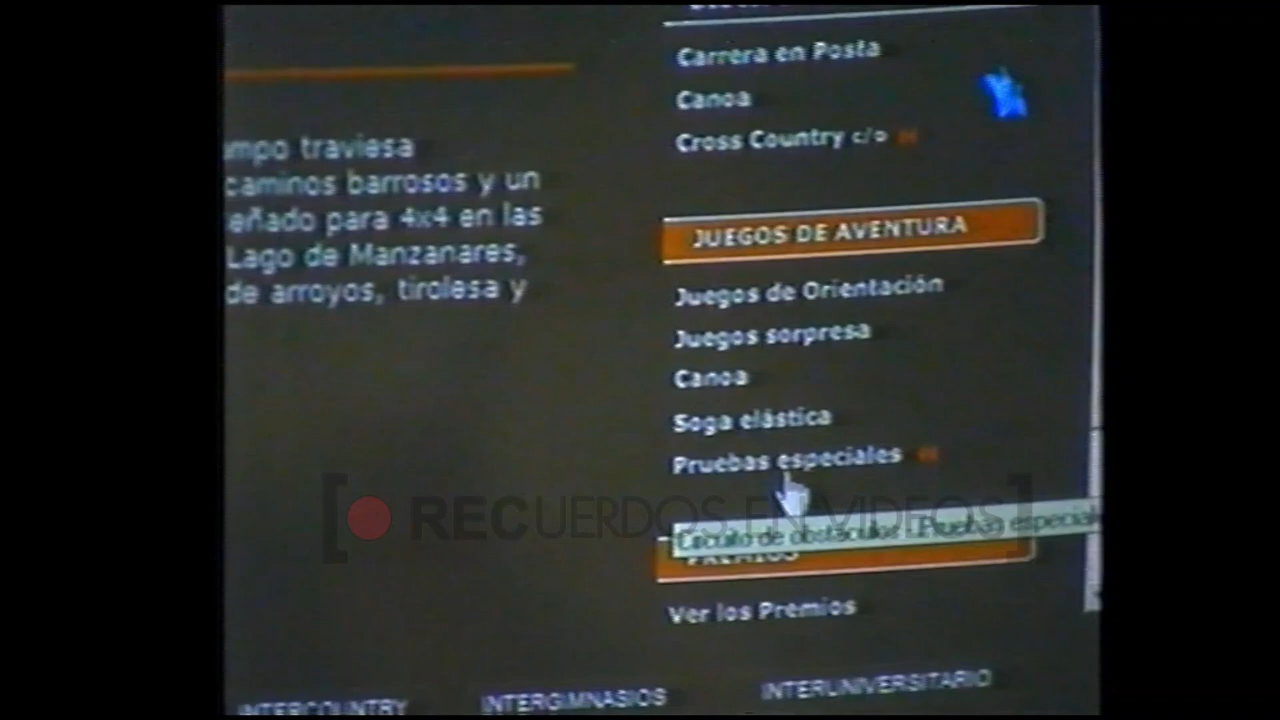 Carrera en Posta
Canoa
Cross Country c/o
mpo traviesa
caminos barrosos y un
eñado para 4x4 en las
Lago de Manzanares,
de arroyos, tirolesa y
JUEGOS DE AVENTURA
Juegos de Orientación
Juegos sorpresa
Canoa
Soga elástica
Pruebas especiales
[RECUERDOS EN VIDEOS]
Circuito de obstáculos (Pruebas especial
PREMIOS
Ver los Premios
INTERCOUNTRY
INTERGIMNASIOS
INTERUNIVERSITARIO